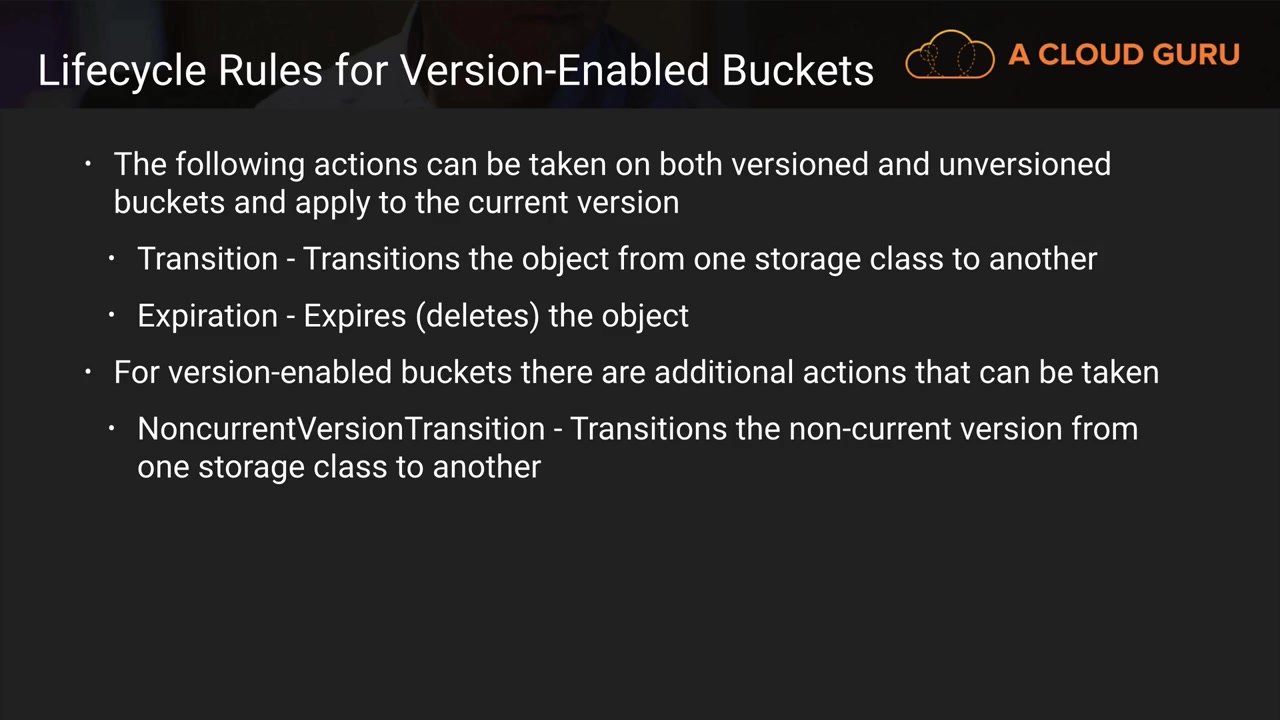 Lifecycle Rules for Version-Enabled Buckets
A CLOUD GURU
• The following actions can be taken on both versioned and unversioned
buckets and apply to the current version
• Transition - Transitions the object from one storage class to another
• Expiration - Expires (deletes) the object
• For version-enabled buckets there are additional actions that can be taken
• NoncurrentVersionTransition - Transitions the non-current version from
one storage class to another